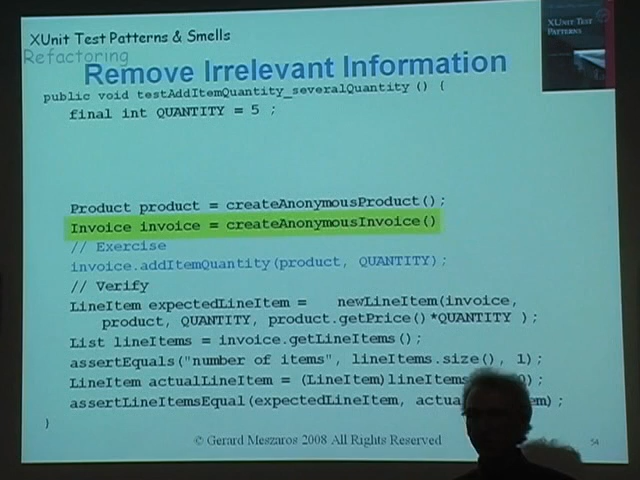 XUnit Test Patterns & Smells
Refactoring
Remove Irrelevant Information
XUNIT TEST
PATTERNS
public void testAddItemQuantity_severalQuantity () {
final int QUANTITY = 5 ;
Product product = createAnonymousProduct();
Invoice invoice = createAnonymousInvoice()
// Exercise
invoice.addItemQuantity(product, QUANTITY);
// Verify
LineItem expectedLineItem = newLineItem(invoice,
product, QUANTITY, product.getPrice()*QUANTITY );
List lineItems = invoice.getLineItems();
assertEquals("number of items", lineItems.size(), 1);
LineItem actualLineItem = (LineItem)lineItems );
assertLineItemsEqual(expectedLineItem, actua em);
}
© Gerard Meszaros 2008 All Rights Reserved
54